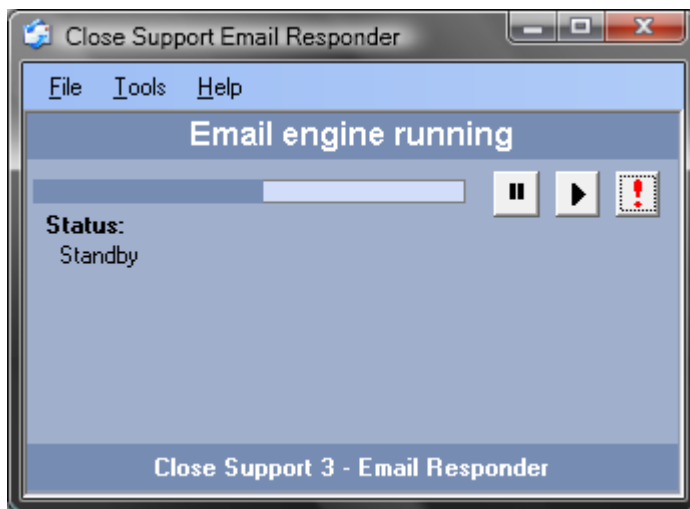 Close Support Email Responder
File Tools Help
Email engine running
Status:
Standby
Close Support 3 - Email Responder